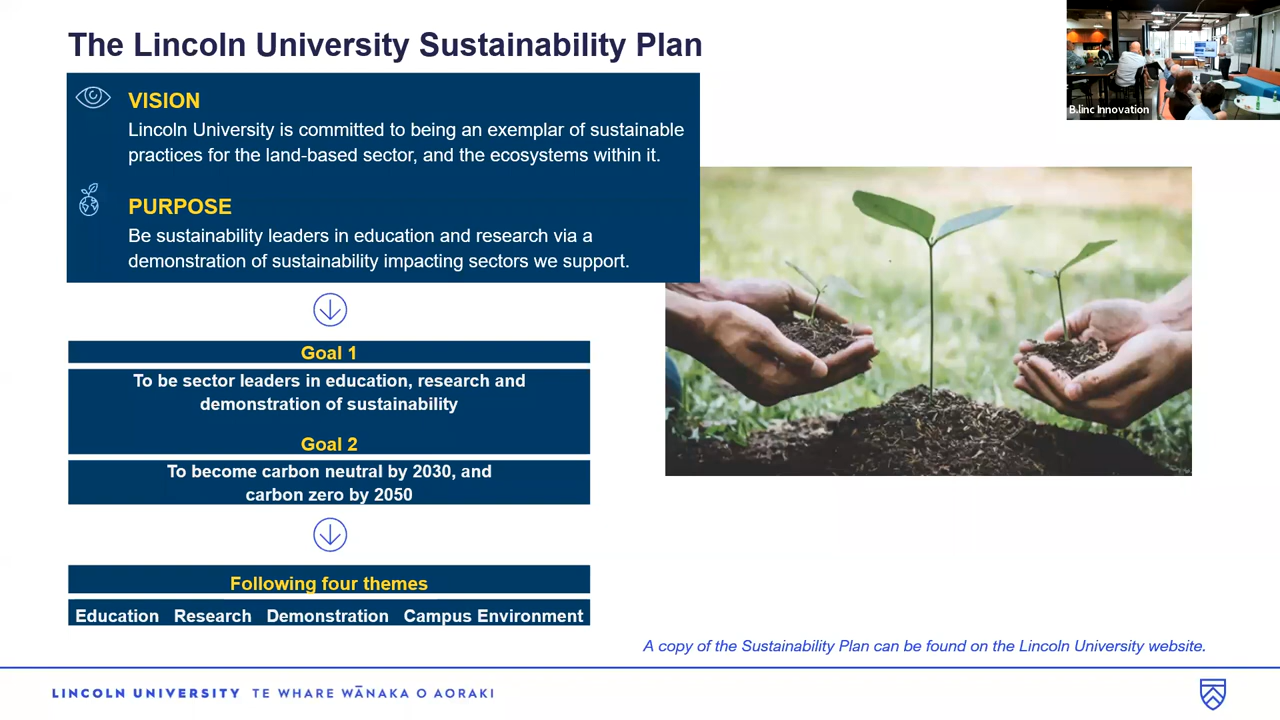 The Lincoln University Sustainability Plan
B.linc Innovation
VISION
Lincoln University is committed to being an exemplar of sustainable
practices for the land-based sector, and the ecosystems within it.
PURPOSE
Be sustainability leaders in education and research via a
demonstration of sustainability impacting sectors we support.
Goal 1
To be sector leaders in education, research and
demonstration of sustainability
Goal 2
To become carbon neutral by 2030, and
carbon zero by 2050
Following four themes
Education Research Demonstration Campus Environment
A copy of the Sustainability Plan can be found on the Lincoln University website.
LINCOLN UNIVERSITY TE WHARE WĀNAKA O AORAKI